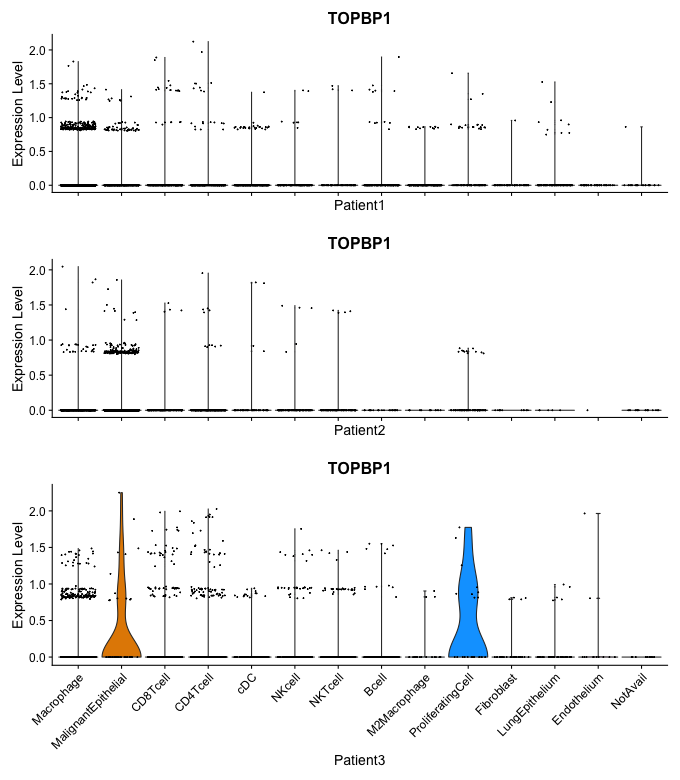 TOPBP1
Expression Level
2.0
1.5
1.0
0.5
0.0
Patient1
TOPBP1
Expression Level
2.0
1.5
1.0
0.5
0.0
Patient2
TOPBP1
Expression Level
2.0
1.5
1.0
0.5
0.0
Macrophage
MalignantEpithelial
CD8Tcell
CD4Tcell
cDC
NKcell
NKTcell
Bcell
M2Macrophage
ProliferatingCell
Fibroblast
LungEpithelium
Endothelium
NotAvail
Patient3